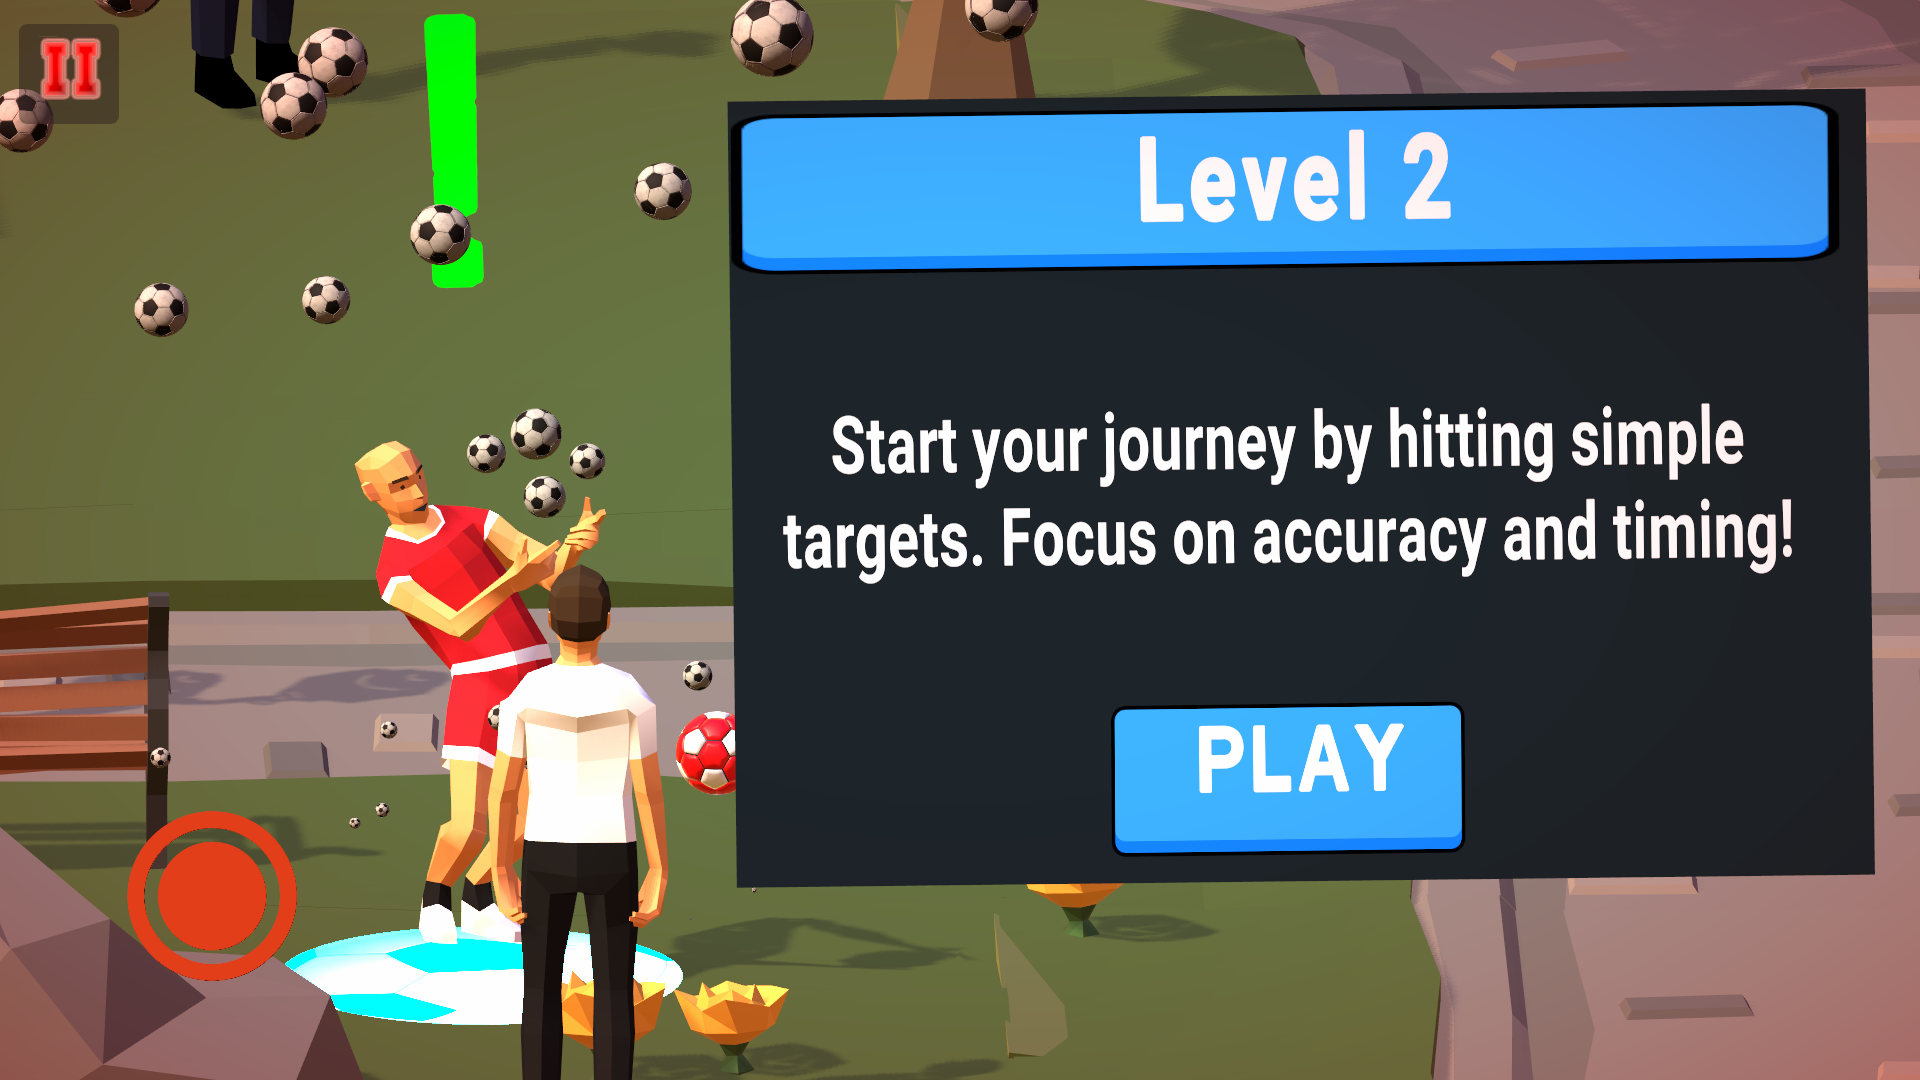 Level 2
Start your journey by hitting simple
targets. Focus on accuracy and timing!
PLAY